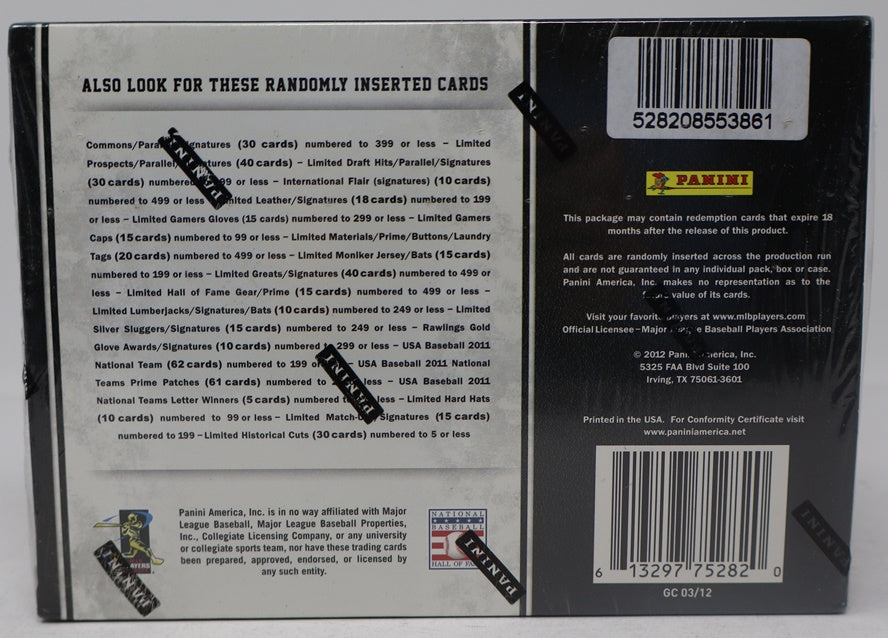 ALSO LOOK FOR THESE RANDOMLY INSERTED CARDS
Commons/Para gnatures (30 cards) numbered to 399 or less – Limited
Prospects/Parallel tures (40 cards) – Limited Draft Hits/Parallel/Signatures
(30 cards) numbere 99 or less – International Flair (signatures) (10 cards)
numbered to 499 or less – Limited Leather/Signatures (18 cards) numbered to 199
or less – Limited Gamers Gloves (15 cards) numbered to 299 or less – Limited Gamers
Caps (15 cards) numbered to 99 or less – Limited Materials/Prime/Buttons/Laundry
Tags (20 cards) numbered to 499 or less – Limited Moniker Jersey/Bats (15 cards)
numbered to 199 or less – Limited Greats/Signatures (40 cards) numbered to 499 or
less – Limited Hall of Fame Gear/Prime (15 cards) numbered to 499 or less –
Limited Lumberjacks/Signatures/Bats (10 cards) numbered to 249 or less – Limited
Silver Sluggers/Signatures (15 cards) numbered to 249 or less – Rawlings Gold
Glove Awards/Signatures (10 cards) numbered to 299 or less – USA Baseball 2011
National Team (62 cards) numbered to 199 or – USA Baseball 2011 National
Teams Prime Patches (61 cards) numbered to less – USA Baseball 2011
National Teams Letter Winners (5 cards) numbered or less – Limited Hard Hats
(10 cards) numbered to 99 or less – Limited Match-U Signatures (15 cards)
numbered to 199 – Limited Historical Cuts (30 cards) numbered to 5 or less
PLAYERS
Panini America, Inc. is in no way affiliated with Major
League Baseball, Major League Baseball Properties,
Inc., Collegiate Licensing Company, or any university
or collegiate sports team, nor have these trading cards
been prepared, approved, endorsed, or licensed by
any such entity.
NATIONAL
BASEBALL
HALL OF FAME
PANINI
PANINI
PANINI
PANINI
PANINI
PANINI
528208553861
PANINI
This package may contain redemption cards that expire 18
months after the release of this product.
All cards are randomly inserted across the production run
and are not guaranteed in any individual pack, box or case.
Panini America, Inc. makes no representation as to the
future value of its cards.
Visit your favorite players at www.mlbplayers.com
Official Licensee – Major League Baseball Players Association
© 2012 Panini America, Inc.
5325 FAA Blvd Suite 100
Irving, TX 75061-3601
Printed in the USA. For Conformity Certificate visit
www.paniniamerica.net
6 13297 75282 0
GC 03/12